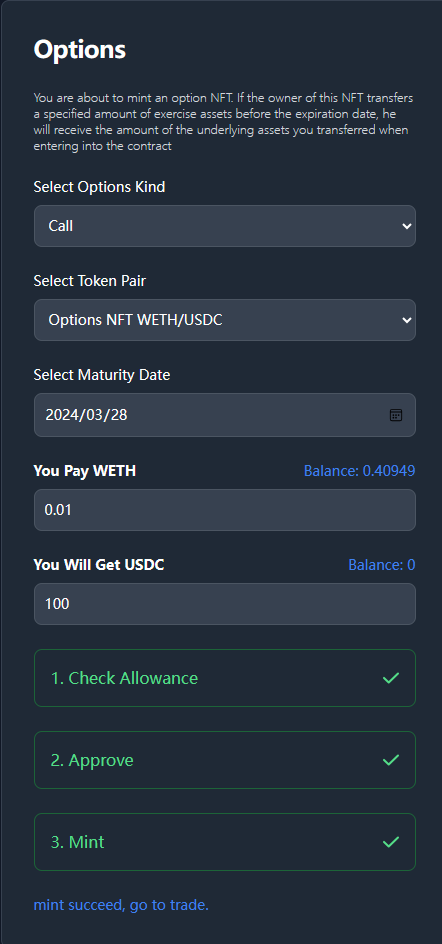 Options
You are about to mint an option NFT. If the owner of this NFT transfers
a specified amount of exercise assets before the expiration date, he
will receive the amount of the underlying assets you transferred when
entering into the contract
Select Options Kind
Call
Select Token Pair
Options NFT WETH/USDC
Select Maturity Date
2024/03/28
You Pay WETH Balance: 0.40949
0.01
You Will Get USDC Balance: 0
100
1. Check Allowance
2. Approve
3. Mint
mint succeed, go to trade.